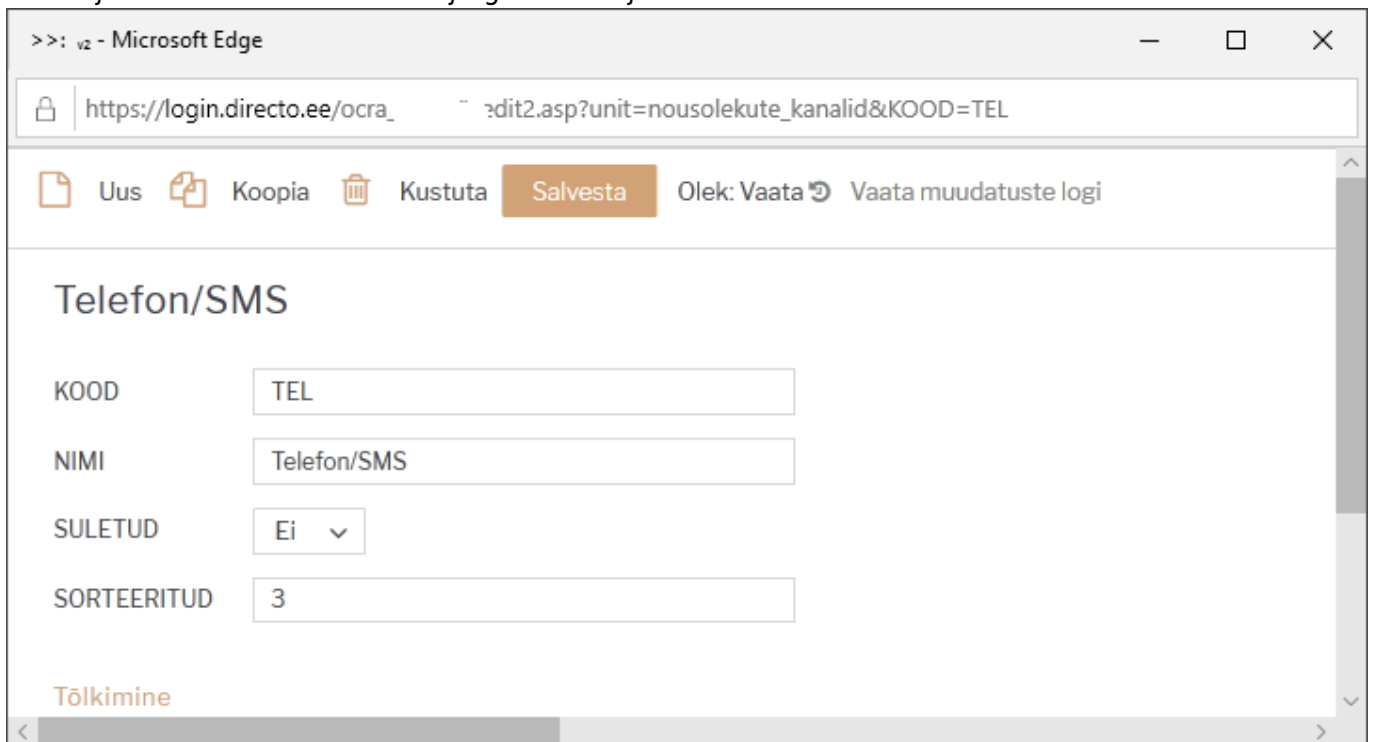 >>: v2 - Microsoft Edge
https://login.directo.ee/ocra_ edit2.asp?unit=nousolekute_kanalid&KOOD=TEL
Uus Koopia Kustuta Salvesta Olek: Vaata Vaata muudatuste logi
Telefon/SMS
KOOD TEL
NIMI Telefon/SMS
SULETUD Ei
SORTEERITUD 3
Tõlkimine